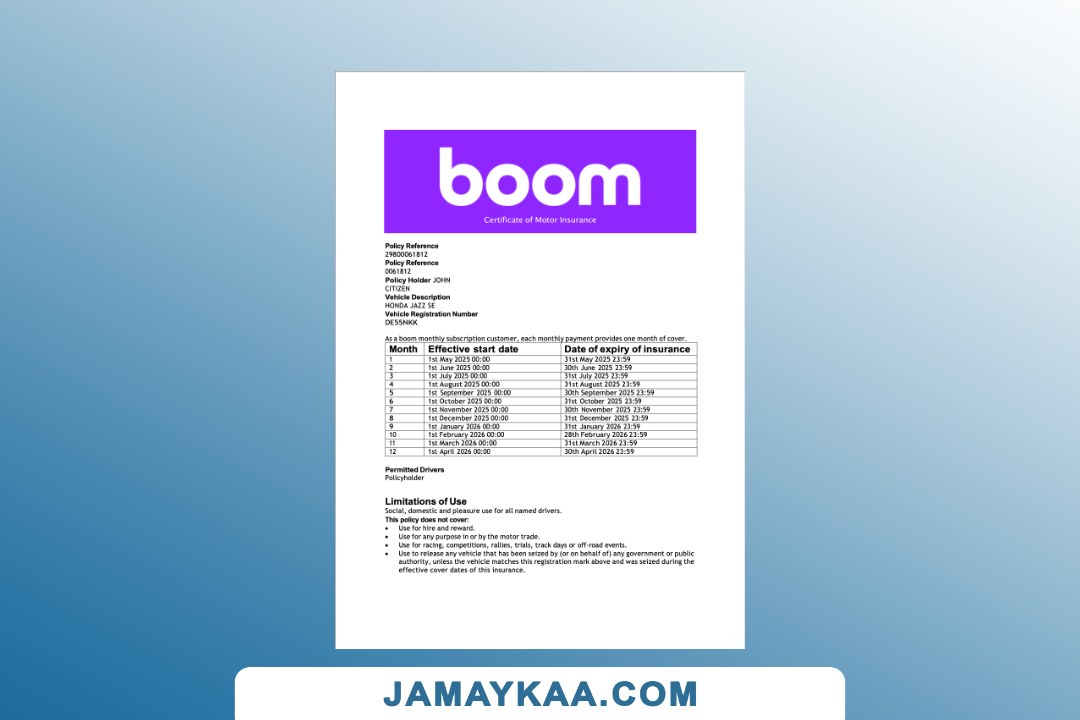 boom
Certificate of Motor Insurance
Policy Reference
29800061812
Policy Reference
0061812
Policy Holder JOHN
CITIZEN
Vehicle Description
HONDA JAZZ SE
Vehicle Registration Number
DE55NKK
As a boom monthly subscription customer, each monthly payment provides one month of cover.
Month Effective start date Date of expiry of insurance
1 1st May 2025 00:00 31st May 2025 23:59
2 1st June 2025 00:00 30th June 2025 23:59
3 1st July 2025 00:00 31st July 2025 23:59
4 1st August 2025 00:00 31st August 2025 23:59
5 1st September 2025 00:00 30th September 2025 23:59
6 1st October 2025 00:00 31st October 2025 23:59
7 1st November 2025 00:00 30th November 2025 23:59
8 1st December 2025 00:00 31st December 2025 23:59
9 1st January 2026 00:00 31st January 2026 23:59
10 1st February 2026 00:00 28th February 2026 23:59
11 1st March 2026 00:00 31st March 2026 23:59
12 1st April 2026 00:00 30th April 2026 23:59
Permitted Drivers
Policyholder
Limitations of Use
Social, domestic and pleasure use for all named drivers.
This policy does not cover:
• Use for hire and reward.
• Use for any purpose in or by the motor trade.
• Use for racing, competitions, rallies, trials, track days or off-road events.
• Use to release any vehicle that has been seized by (or on behalf of) any government or public
authority, unless the vehicle matches this registration mark above and was seized during the
effective cover dates of this insurance.
JAMAYKAA.COM